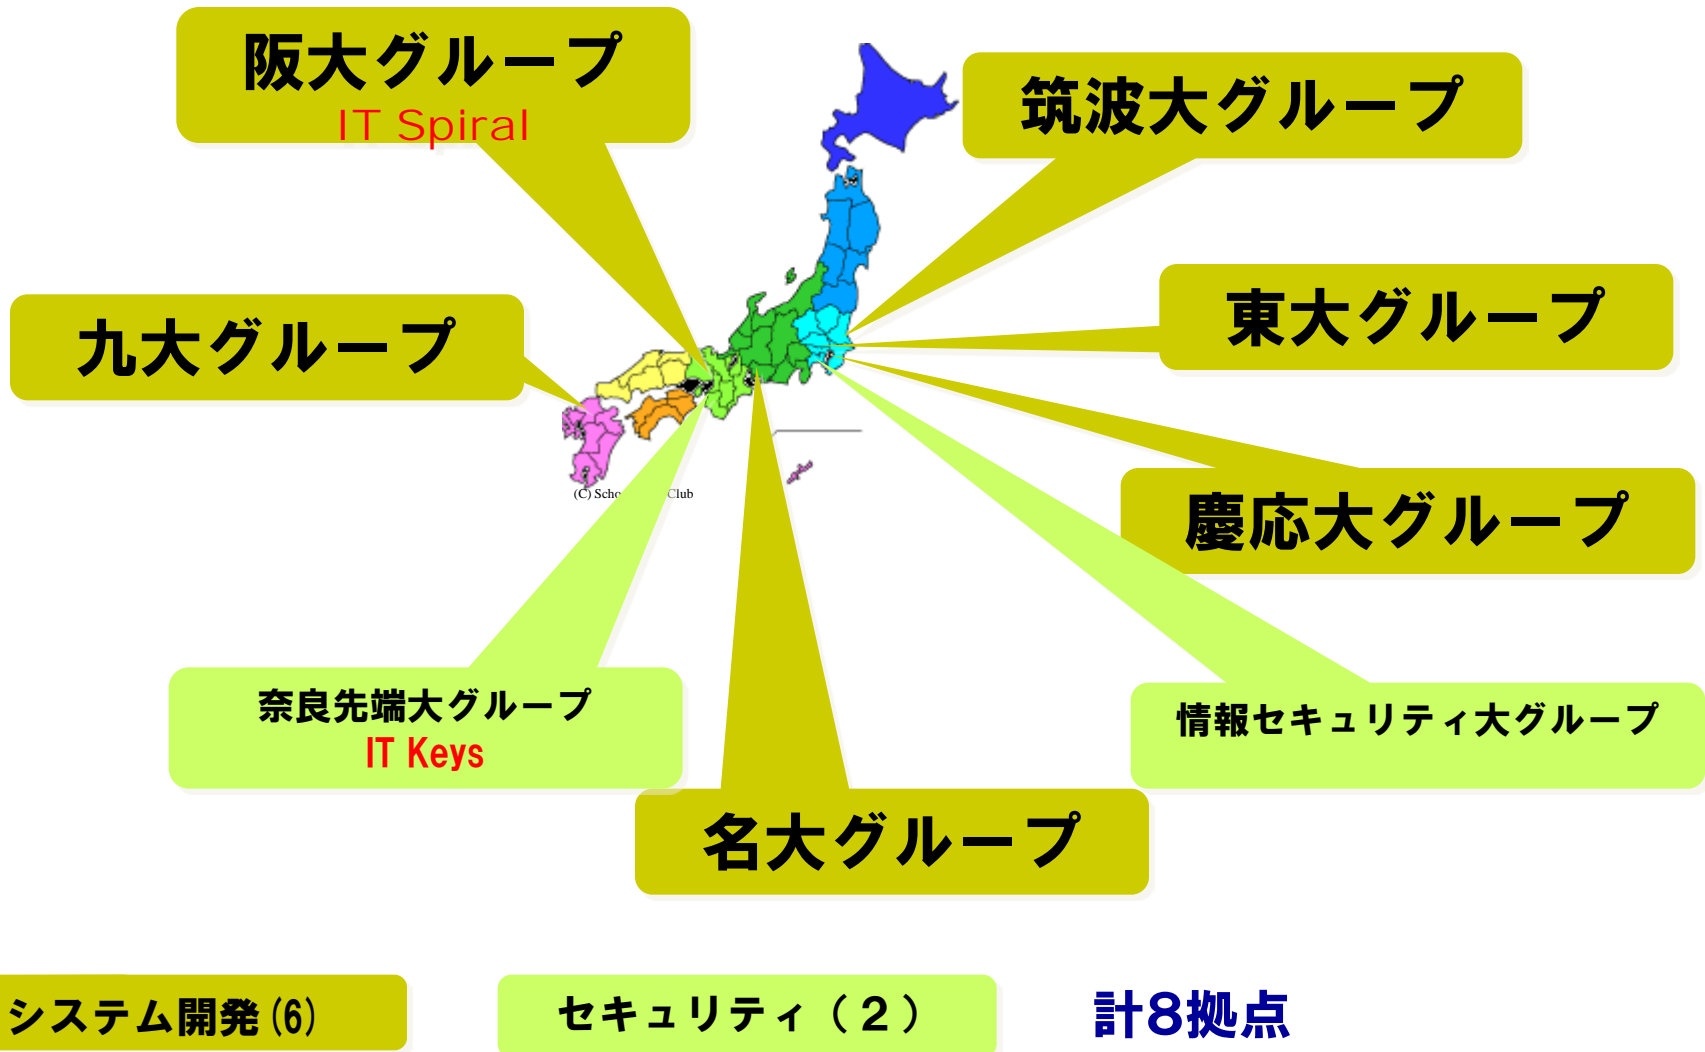 阪大グループ
IT Spiral
筑波大グループ
東大グループ
九大グループ
慶応大グループ
(C) Scho
Club
奈良先端大グループ
IT Keys
情報セキュリティ大グループ
名大グループ
システム開発(6)
セキュリティ（２）
計8拠点